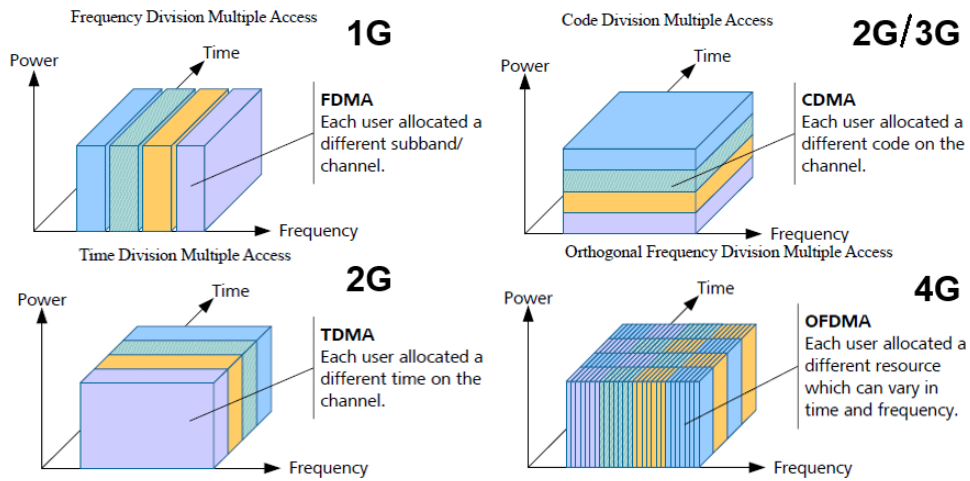 Frequency Division Multiple Access
1G
Power
Time
FDMA
Each user allocated a
different subband/
channel.
Frequency
Code Division Multiple Access
2G/3G
Power
Time
CDMA
Each user allocated a
different code on the
channel.
Frequency
Time Division Multiple Access
2G
Power
Time
TDMA
Each user allocated a
different time on the
channel.
Frequency
Orthogonal Frequency Division Multiple Access
4G
Power
Time
OFDMA
Each user allocated a
different resource
which can vary in
time and frequency.
Frequency